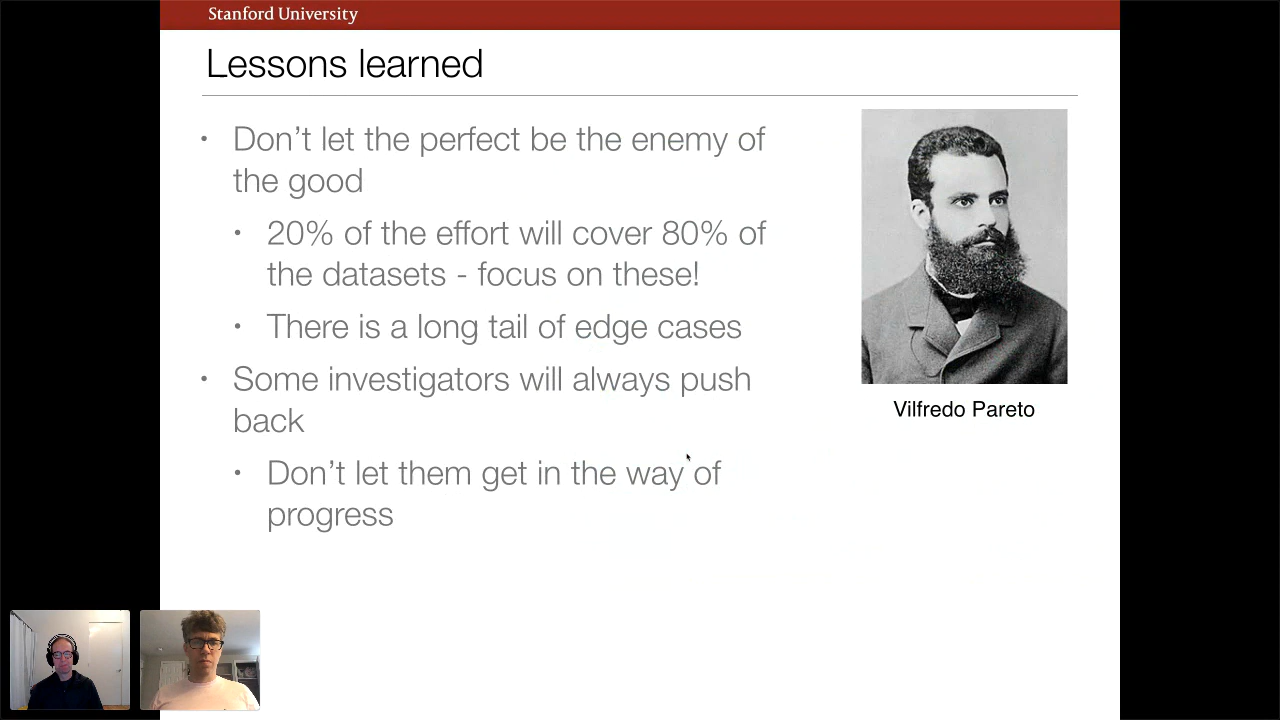 Stanford University
Lessons learned
• Don’t let the perfect be the enemy of
the good
• 20% of the effort will cover 80% of
the datasets - focus on these!
• There is a long tail of edge cases
• Some investigators will always push
back
• Don’t let them get in the way of
progress
Vilfredo Pareto